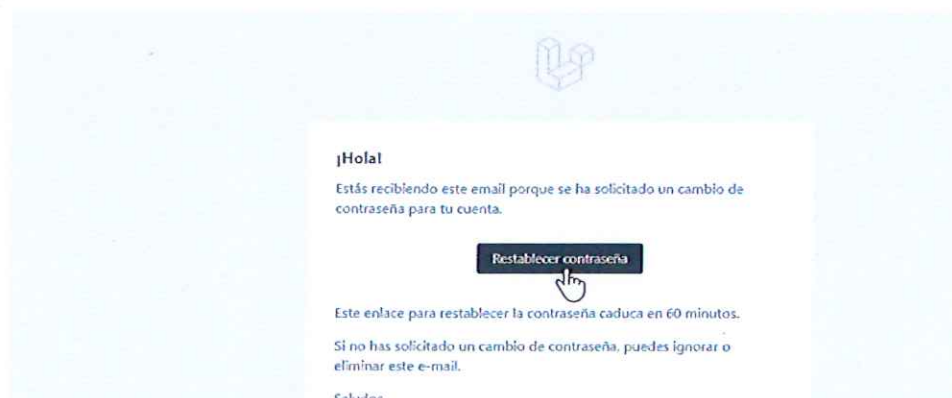 ¡Hola!
Estás recibiendo este email porque se ha solicitado un cambio de
contraseña para tu cuenta.
Restablecer contraseña
Este enlace para restablecer la contraseña caduca en 60 minutos.
Si no has solicitado un cambio de contraseña, puedes ignorar o
eliminar este e-mail.